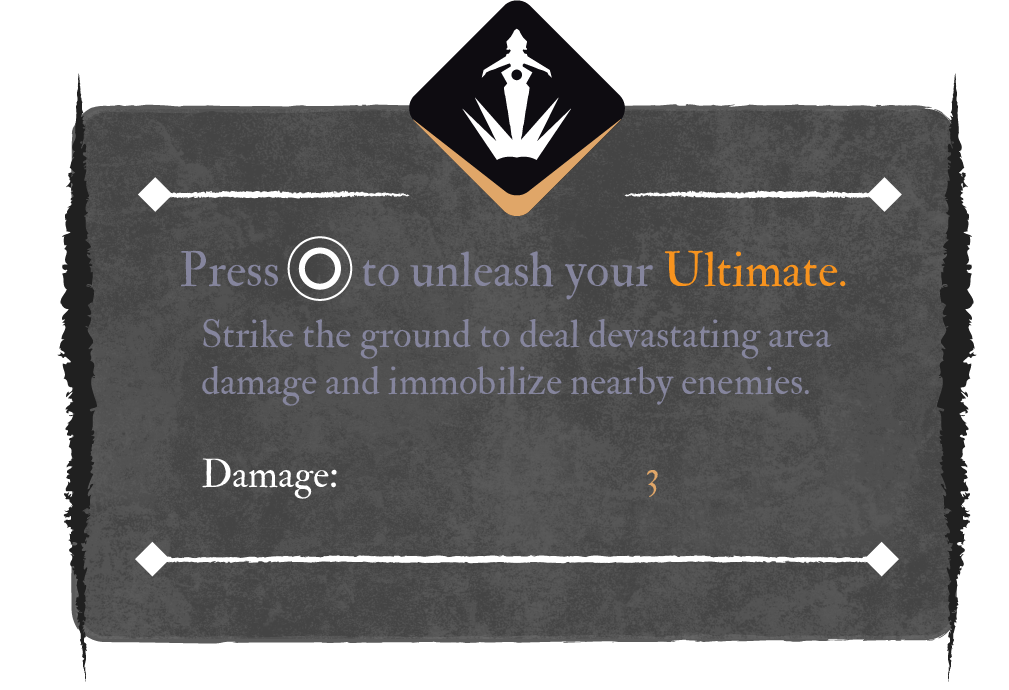 Press to unleash your Ultimate.
Strike the ground to deal devastating area
damage and immobilize nearby enemies.
Damage: 3